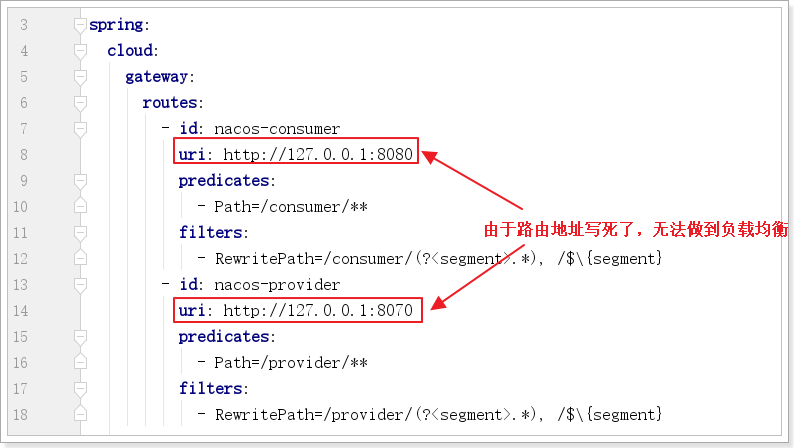 3 spring:
4 cloud:
5 gateway:
6 routes:
7 - id: nacos-consumer
8 uri: http://127.0.0.1:8080
9 predicates:
10 - Path=/consumer/**
11 filters:
由于路由地址写死了，无法做到负载均衡
12 - RewritePath=/consumer/(?<segment>.*), /$\{segment}
13 - id: nacos-provider
14 uri: http://127.0.0.1:8070
15 predicates:
16 - Path=/provider/**
17 filters:
18 - RewritePath=/provider/(?<segment>.*), /$\{segment}